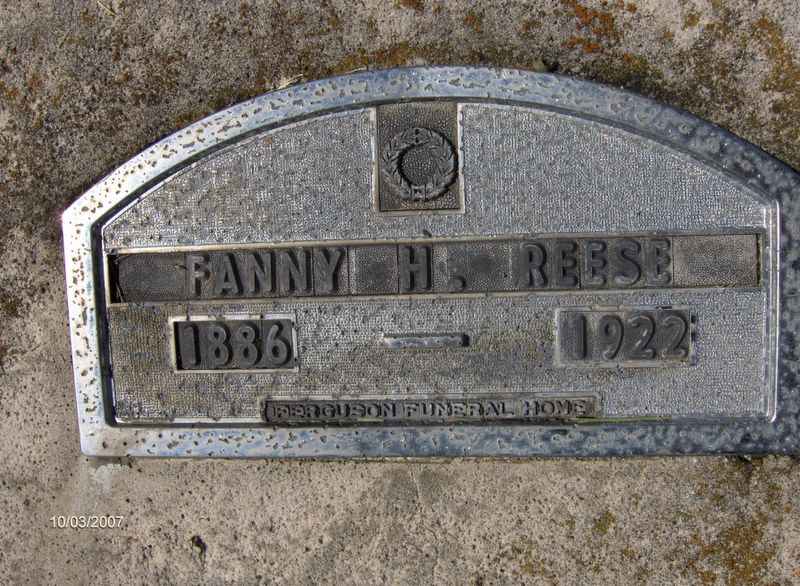 FANNY H. REESE
1886 — 1922
FERGUSON FUNERAL HOME
10/03/2007